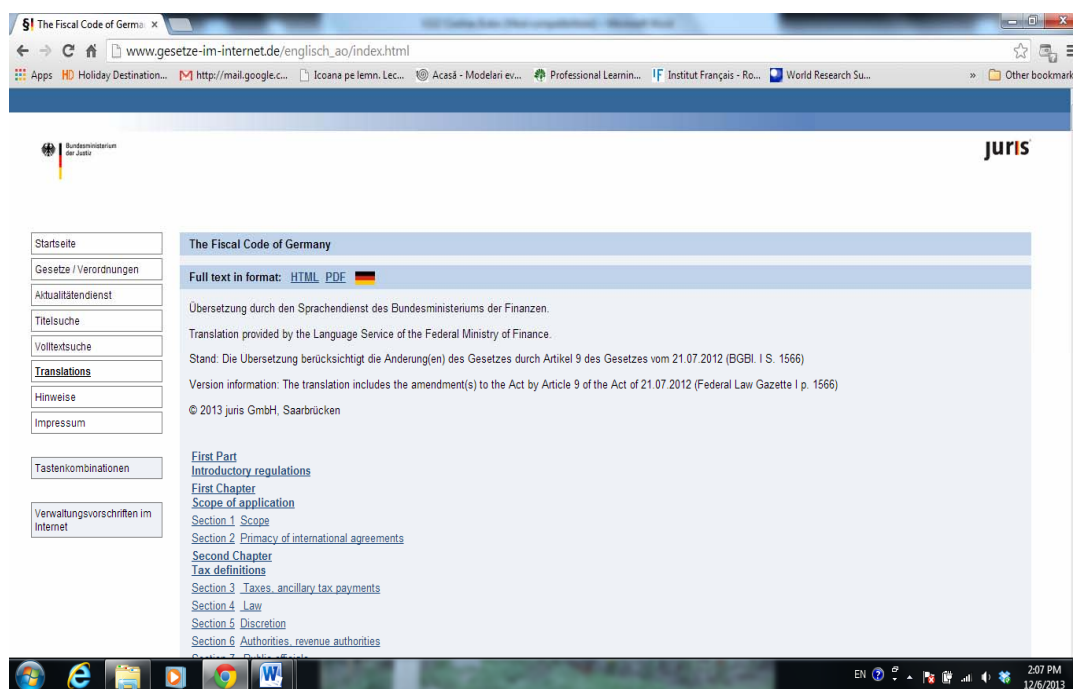 §! The Fiscal Code of Germa ×
www.gesetze-im-internet.de/englisch_ao/index.html
Apps HD Holiday Destination... http://mail.google.c... Icoana pe lemn. Lec... Acasă - Modelari ev... Professional Learnin... Institut Français - Ro... World Research Su... » Other bookmark
Bundesministerium
der Justiz
juris
Startseite
Gesetze / Verordnungen
Aktualitätendienst
Titelsuche
Volltextsuche
Translations
Hinweise
Impressum
Tastenkombinationen
Verwaltungsvorschriften im
Internet
The Fiscal Code of Germany
Full text in format: HTML PDF
Übersetzung durch den Sprachendienst des Bundesministeriums der Finanzen.
Translation provided by the Language Service of the Federal Ministry of Finance.
Stand: Die Übersetzung berücksichtigt die Änderung(en) des Gesetzes durch Artikel 9 des Gesetzes vom 21.07.2012 (BGBl. I S. 1566)
Version information: The translation includes the amendment(s) to the Act by Article 9 of the Act of 21.07.2012 (Federal Law Gazette I p. 1566)
© 2013 juris GmbH, Saarbrücken
First Part
Introductory regulations
First Chapter
Scope of application
Section 1 Scope
Section 2 Primacy of international agreements
Second Chapter
Tax definitions
Section 3 Taxes, ancillary tax payments
Section 4 Law
Section 5 Discretion
Section 6 Authorities, revenue authorities
Section 7 Public officials
EN
2:07 PM
12/6/2013